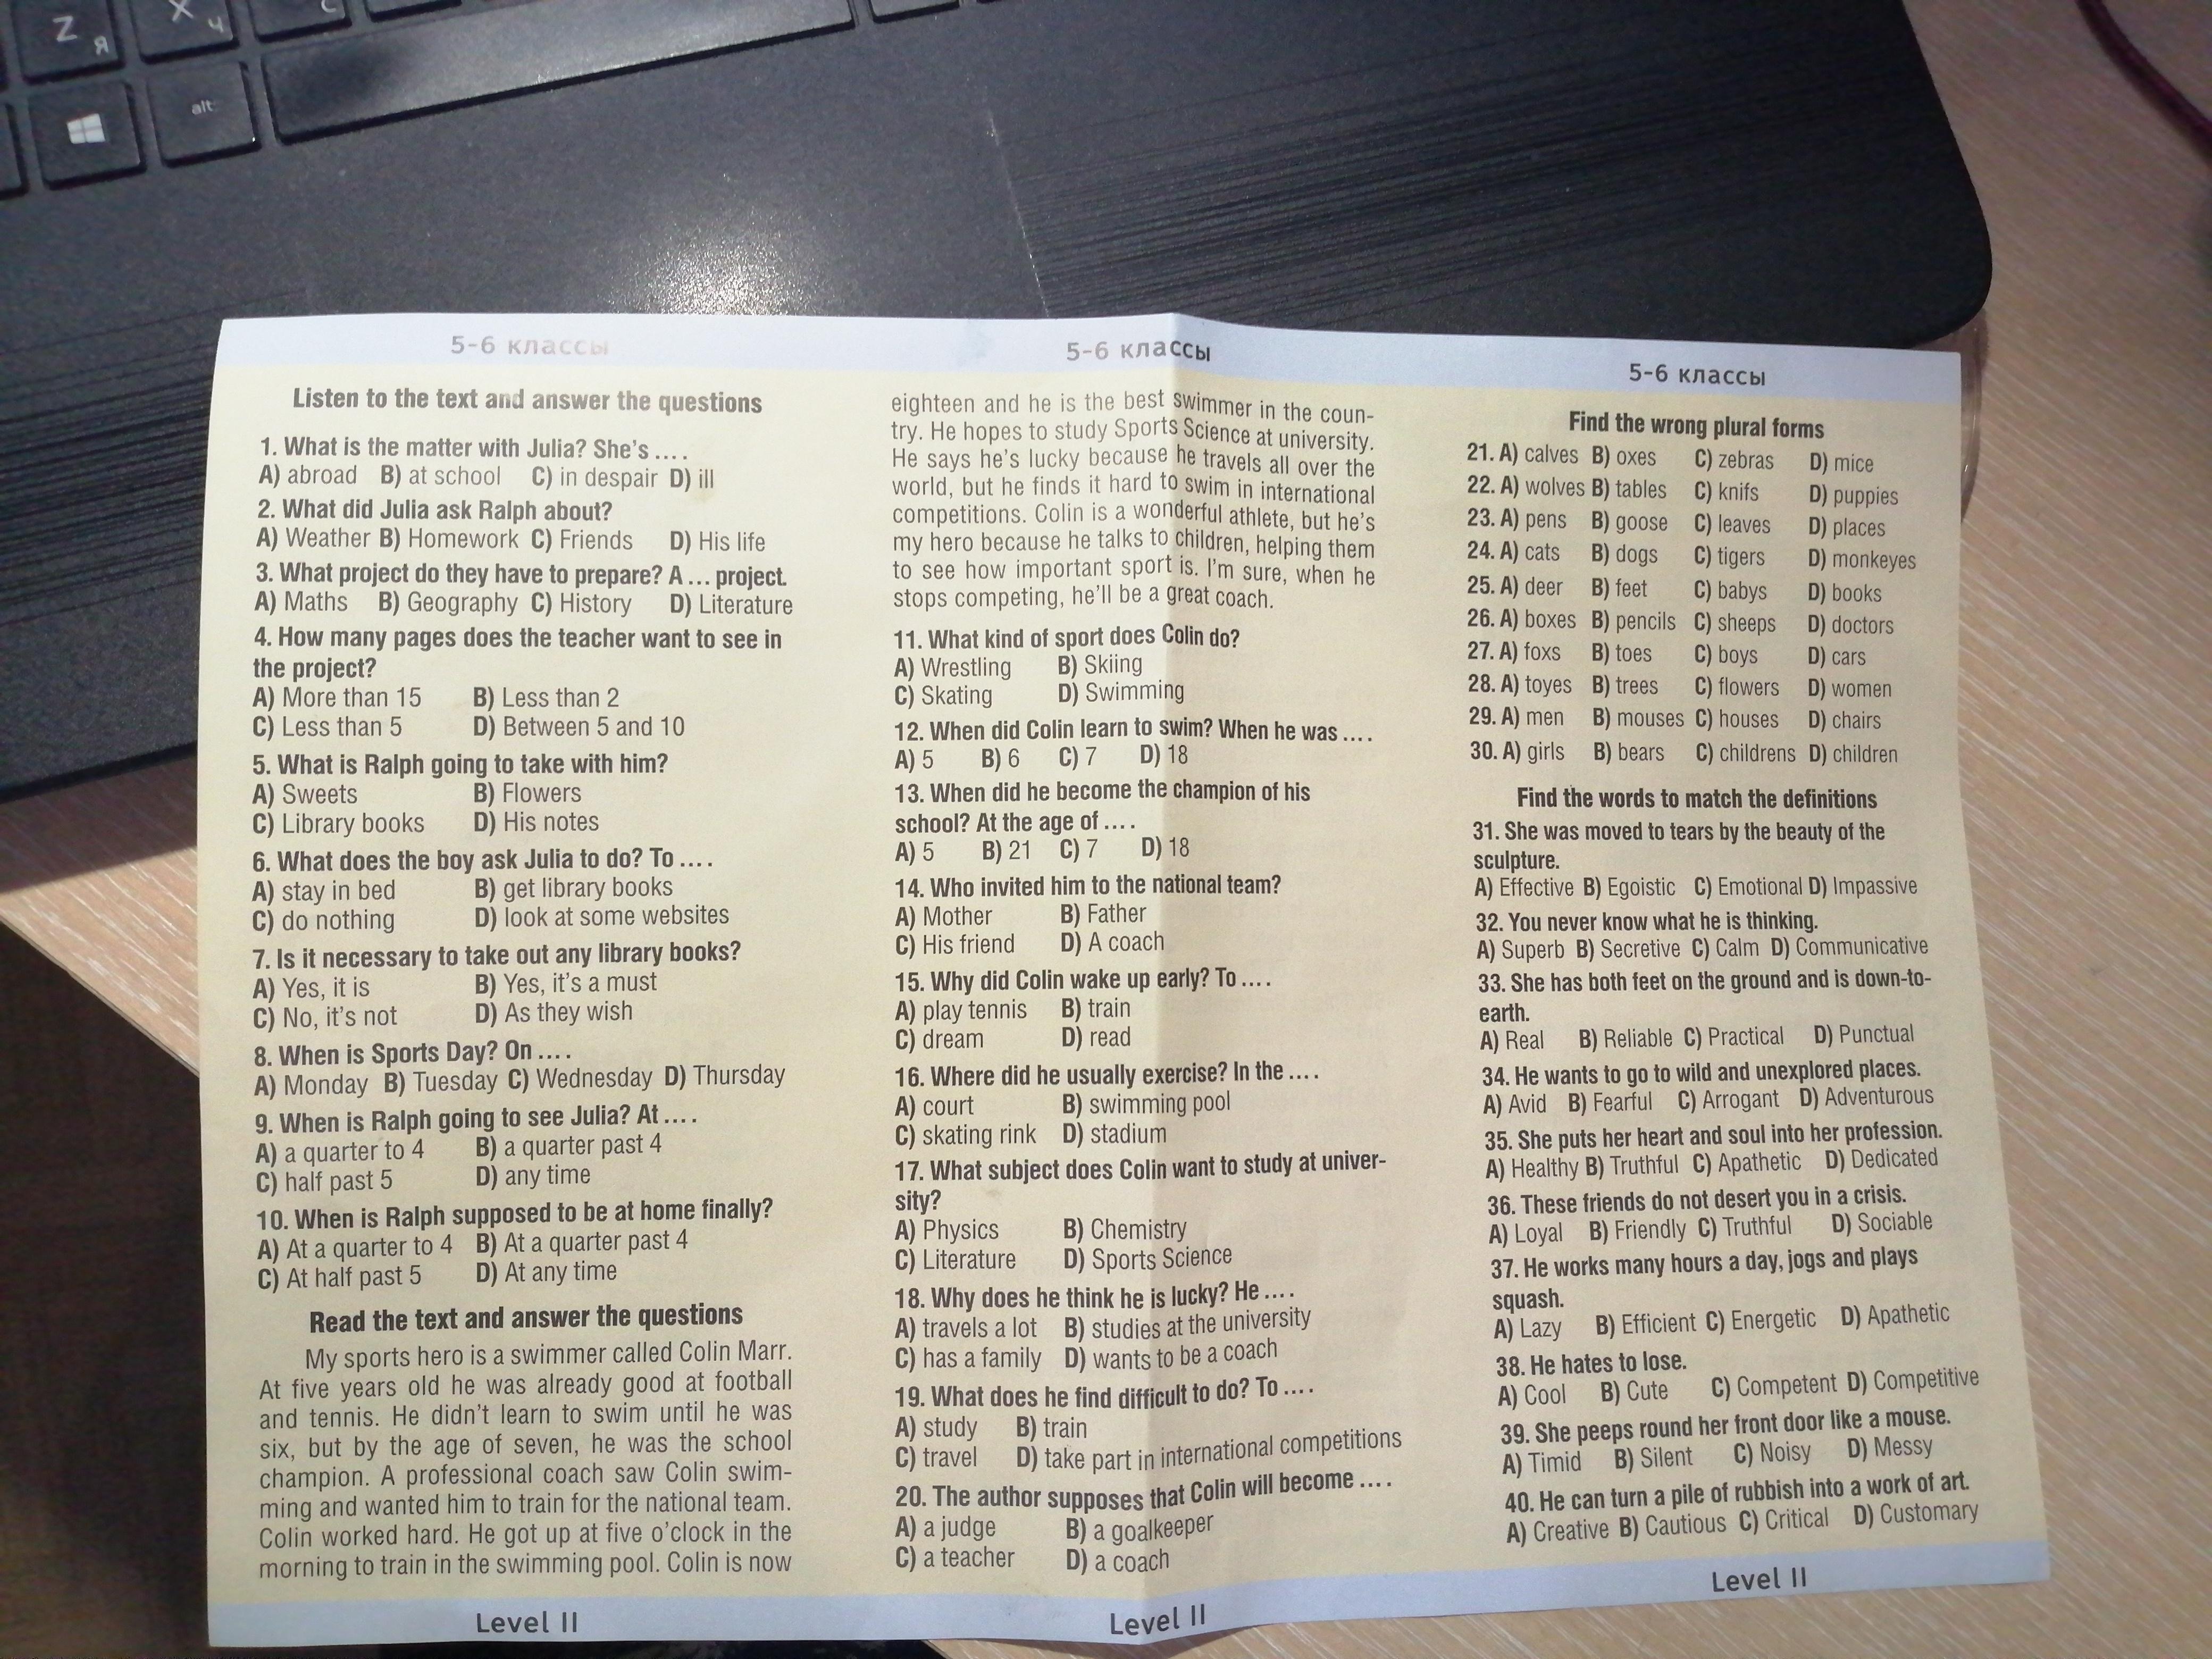 Z Я
X Ч
C
alt
5-6 классы
Listen to the text and answer the questions
1. What is the matter with Julia? She's ....
A) abroad B) at school C) in despair D) ill
2. What did Julia ask Ralph about?
A) Weather B) Homework C) Friends D) His life
3. What project do they have to prepare? A ... project.
A) Maths B) Geography C) History D) Literature
4. How many pages does the teacher want to see in
the project?
A) More than 15 B) Less than 2
C) Less than 5 D) Between 5 and 10
5. What is Ralph going to take with him?
A) Sweets B) Flowers
C) Library books D) His notes
6. What does the boy ask Julia to do? To ....
A) stay in bed B) get library books
C) do nothing D) look at some websites
7. Is it necessary to take out any library books?
A) Yes, it is B) Yes, it's a must
C) No, it's not D) As they wish
8. When is Sports Day? On ....
A) Monday B) Tuesday C) Wednesday D) Thursday
9. When is Ralph going to see Julia? At ....
A) a quarter to 4 B) a quarter past 4
C) half past 5 D) any time
10. When is Ralph supposed to be at home finally?
A) At a quarter to 4 B) At a quarter past 4
C) At half past 5 D) At any time
Read the text and answer the questions
My sports hero is a swimmer called Colin Marr.
At five years old he was already good at football
and tennis. He didn't learn to swim until he was
six, but by the age of seven, he was the school
champion. A professional coach saw Colin swim-
ming and wanted him to train for the national team.
Colin worked hard. He got up at five o'clock in the
morning to train in the swimming pool. Colin is now
Level II
5-6 классы
eighteen and he is the best swimmer in the coun-
try. He hopes to study Sports Science at university.
He says he's lucky because he travels all over the
world, but he finds it hard to swim in international
competitions. Colin is a wonderful athlete, but he's
my hero because he talks to children, helping them
to see how important sport is. I'm sure, when he
stops competing, he'll be a great coach.
11. What kind of sport does Colin do?
A) Wrestling B) Skiing
C) Skating D) Swimming
12. When did Colin learn to swim? When he was ....
A) 5 B) 6 C) 7 D) 18
13. When did he become the champion of his
school? At the age of ....
A) 5 B) 21 C) 7 D) 18
14. Who invited him to the national team?
A) Mother B) Father
C) His friend D) A coach
15. Why did Colin wake up early? To ....
A) play tennis B) train
C) dream D) read
16. Where did he usually exercise? In the ....
A) court B) swimming pool
C) skating rink D) stadium
17. What subject does Colin want to study at univer-
sity?
A) Physics B) Chemistry
C) Literature D) Sports Science
18. Why does he think he is lucky? He ....
A) travels a lot B) studies at the university
C) has a family D) wants to be a coach
19. What does he find difficult to do? To ....
A) study B) train
C) travel D) take part in international competitions
20. The author supposes that Colin will become ....
A) a judge B) a goalkeeper
C) a teacher D) a coach
Level II
5-6 классы
Find the wrong plural forms
21. A) calves B) oxes C) zebras D) mice
22. A) wolves B) tables C) knifs D) puppies
23. A) pens B) goose C) leaves D) places
24. A) cats B) dogs C) tigers D) monkeyes
25. A) deer B) feet C) babys D) books
26. A) boxes B) pencils C) sheeps D) doctors
27. A) foxs B) toes C) boys D) cars
28. A) toyes B) trees C) flowers D) women
29. A) men B) mouses C) houses D) chairs
30. A) girls B) bears C) childrens D) children
Find the words to match the definitions
31. She was moved to tears by the beauty of the
sculpture.
A) Effective B) Egoistic C) Emotional D) Impassive
32. You never know what he is thinking.
A) Superb B) Secretive C) Calm D) Communicative
33. She has both feet on the ground and is down-to-
earth.
A) Real B) Reliable C) Practical D) Punctual
34. He wants to go to wild and unexplored places.
A) Avid B) Fearful C) Arrogant D) Adventurous
35. She puts her heart and soul into her profession.
A) Healthy B) Truthful C) Apathetic D) Dedicated
36. These friends do not desert you in a crisis.
A) Loyal B) Friendly C) Truthful D) Sociable
37. He works many hours a day, jogs and plays
squash.
A) Lazy B) Efficient C) Energetic D) Apathetic
38. He hates to lose.
A) Cool B) Cute C) Competent D) Competitive
39. She peeps round her front door like a mouse.
A) Timid B) Silent C) Noisy D) Messy
40. He can turn a pile of rubbish into a work of art.
A) Creative B) Cautious C) Critical D) Customary
Level II